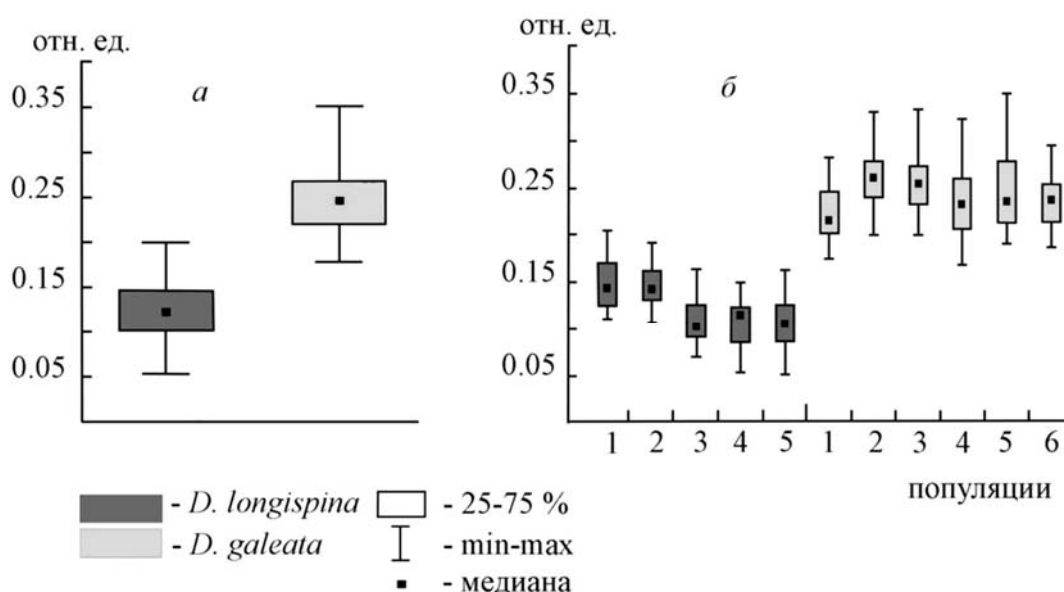 отн. ед.
а
0.35
0.25
0.15
0.05
отн. ед.
б
0.35
0.25
0.15
0.05
1 2 3 4 5 1 2 3 4 5 6
популяции
- D. longispina
- D. galeata
- 25-75 %
- min-max
- медиана